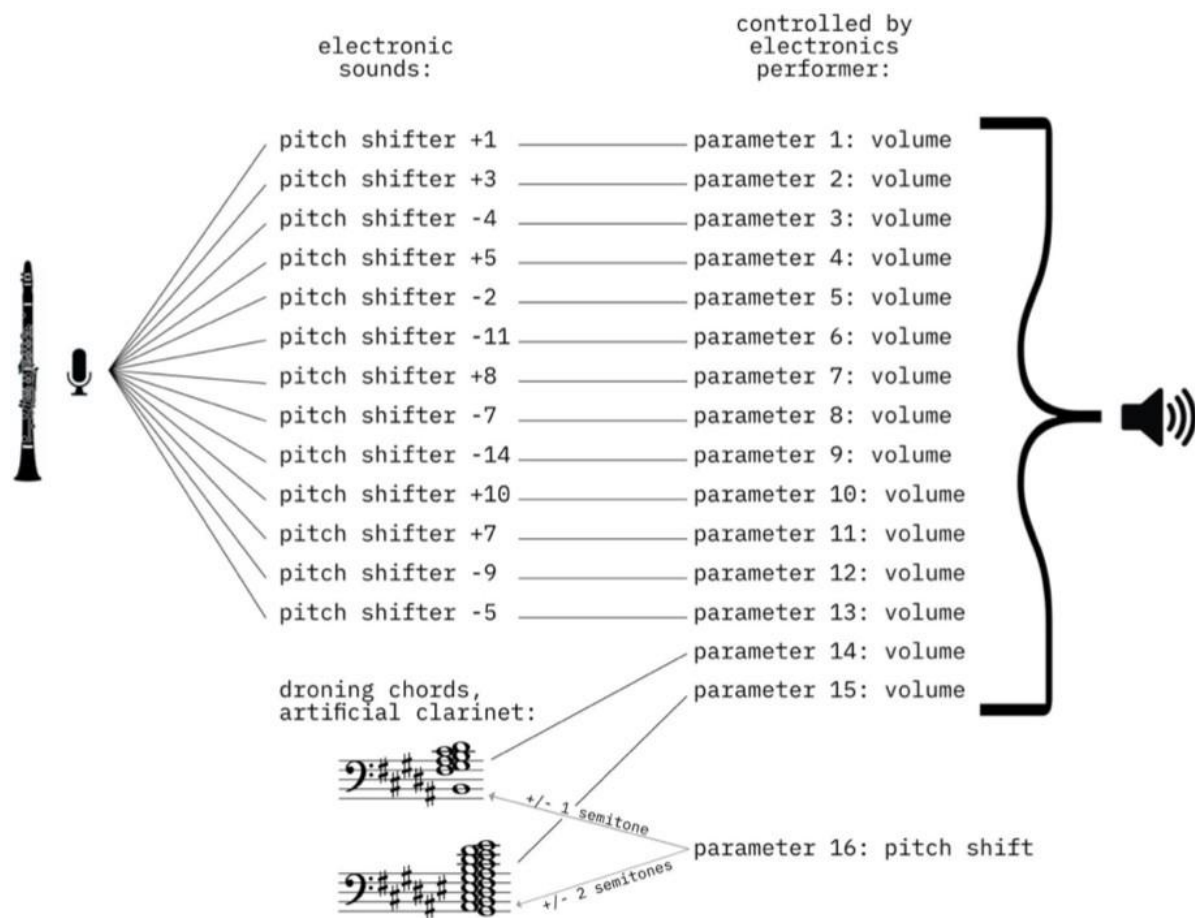 electronic
sounds:
controlled by
electronics
performer:
pitch shifter +1
parameter 1: volume
pitch shifter +3
parameter 2: volume
pitch shifter -4
parameter 3: volume
pitch shifter +5
parameter 4: volume
pitch shifter -2
parameter 5: volume
pitch shifter -11
parameter 6: volume
pitch shifter +8
parameter 7: volume
pitch shifter -7
parameter 8: volume
pitch shifter -14
parameter 9: volume
pitch shifter +10
parameter 10: volume
pitch shifter +7
parameter 11: volume
pitch shifter -9
parameter 12: volume
pitch shifter -5
parameter 13: volume
parameter 14: volume
droning chords,
artificial clarinet:
parameter 15: volume
+/- 1 semitone
parameter 16: pitch shift
+/- 2 semitones